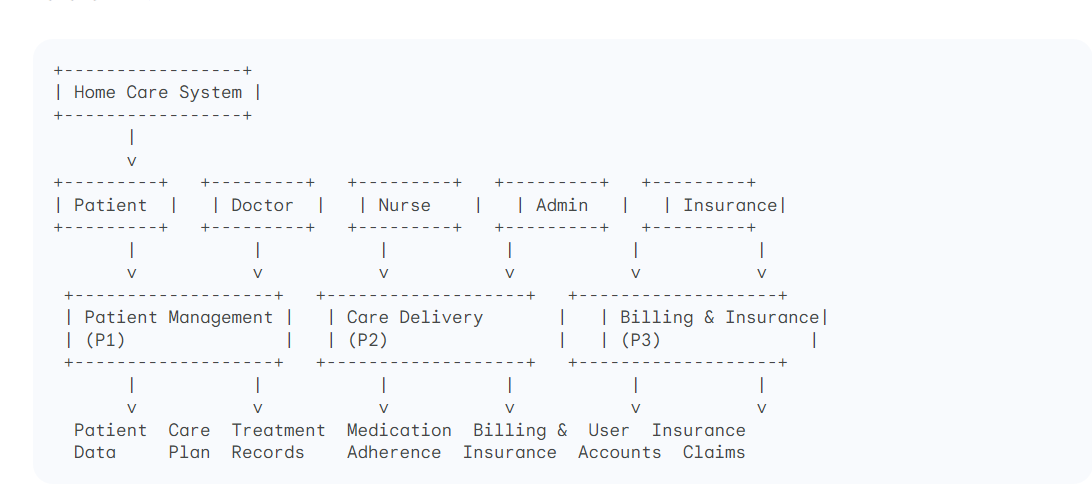 +-----------------+
| Home Care System |
+-----------------+
       |
       v
+---------+   +---------+   +---------+   +---------+   +---------+
| Patient  |   | Doctor  |   | Nurse    |   | Admin   |   | Insurance|
+---------+   +---------+   +---------+   +---------+   +---------+
       |           |           |           |           |           |
       v           v           v           v           v           v
 +-------------------+   +-------------------+   +-------------------+
 | Patient Management |   | Care Delivery       |   | Billing & Insurance|
 | (P1)               |   | (P2)                |   | (P3)              |
 +-------------------+   +-------------------+   +-------------------+
       |           |           |           |           |           |
       v           v           v           v           v           v
  Patient  Care  Treatment  Medication  Billing &  User  Insurance
  Data     Plan  Records    Adherence  Insurance  Accounts  Claims